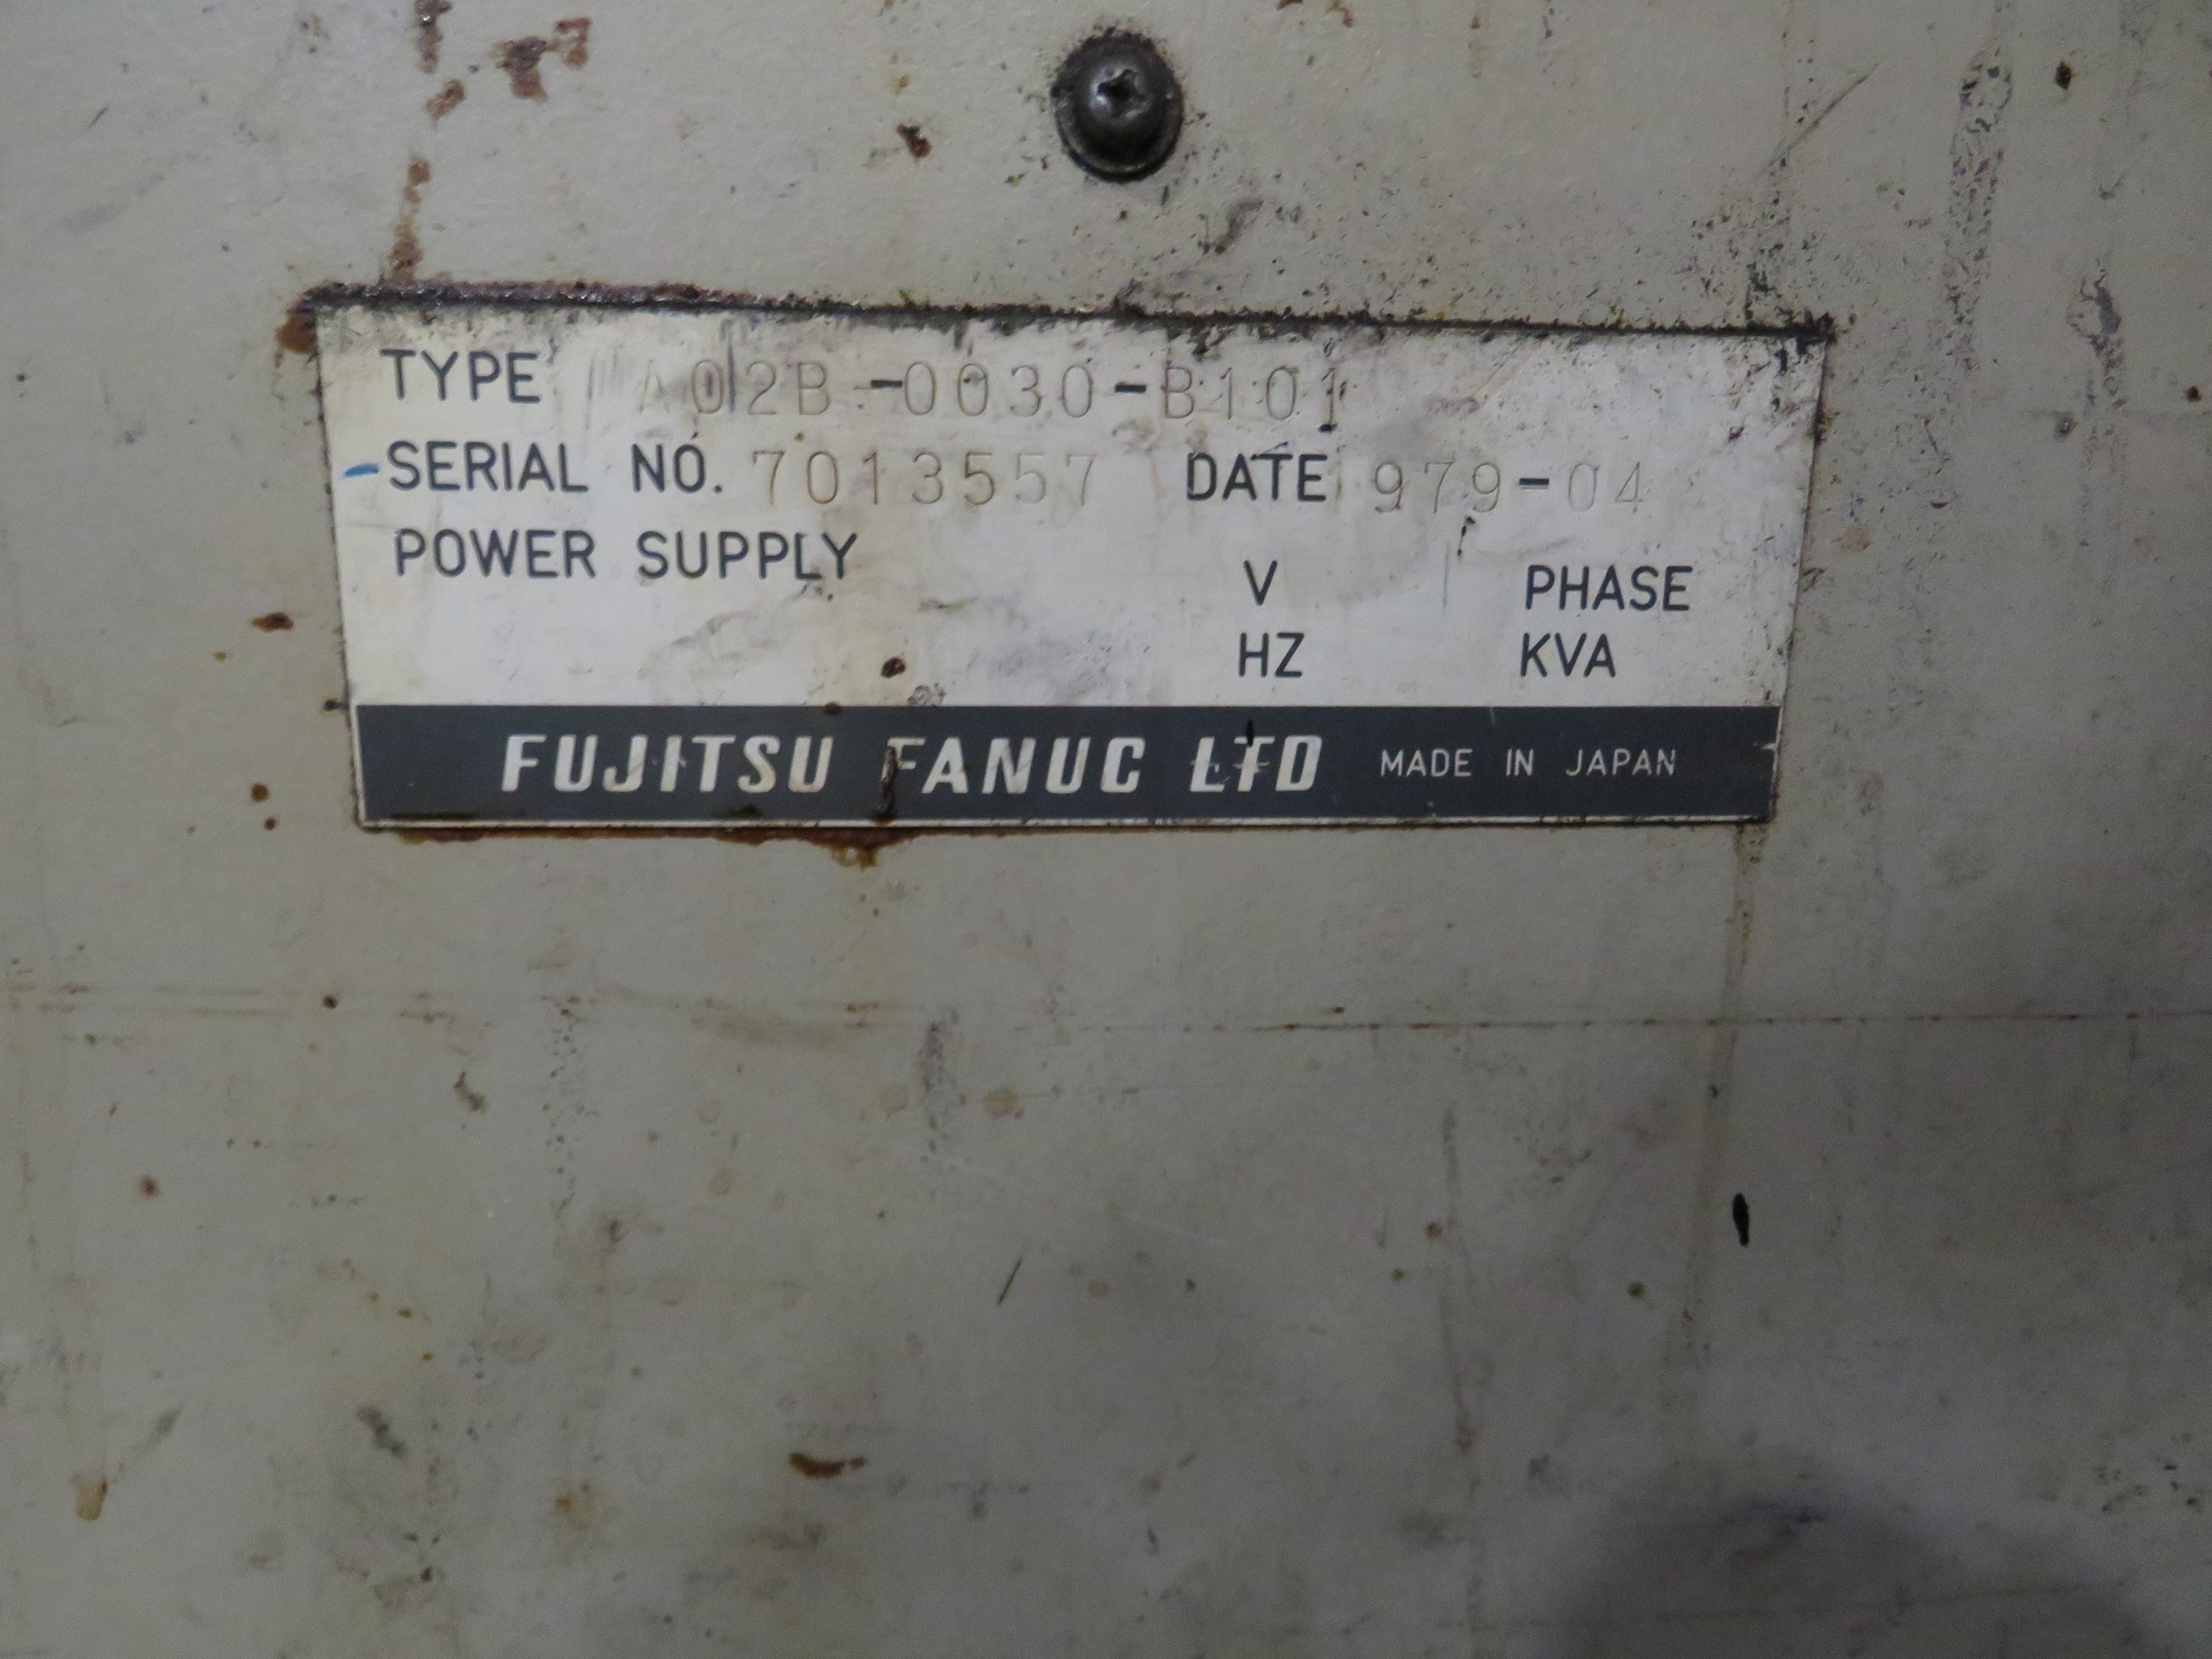 TYPE A02B-0030-B101
SERIAL NO. 7013557 DATE 1979-04
POWER SUPPLY V PHASE
HZ KVA
FUJITSU FANUC LTD MADE IN JAPAN